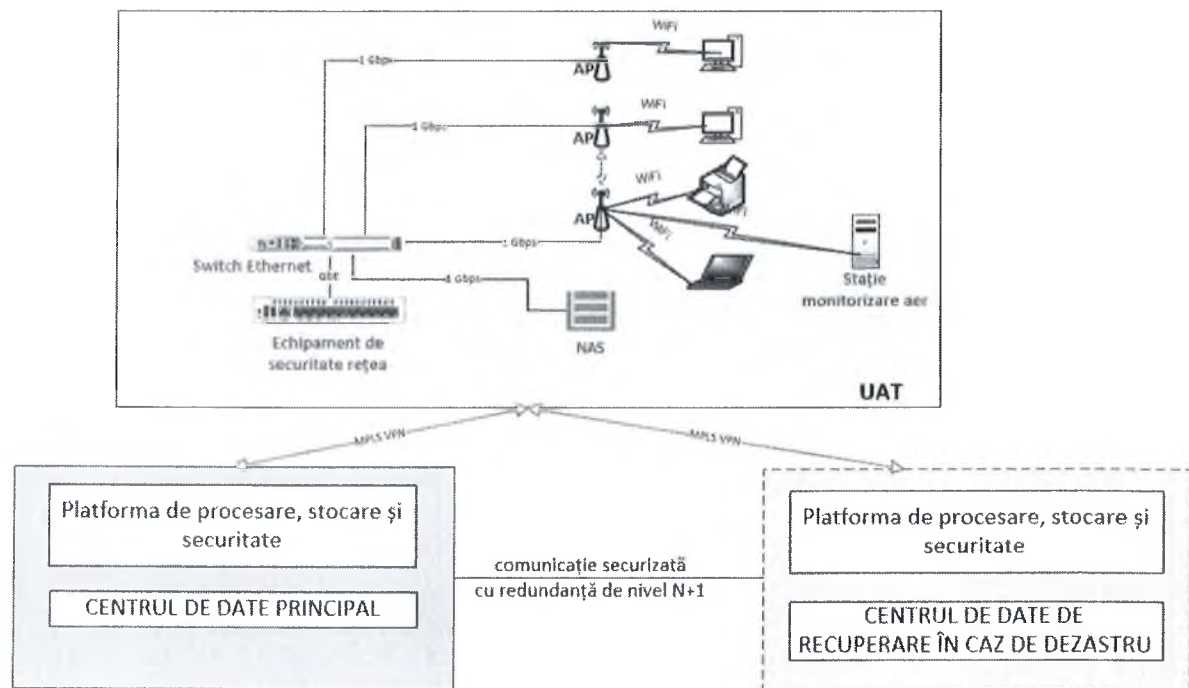 WiFi
1 Gbps
AP
WiFi
1 Gbps
AP
WiFi
WiFi
AP
WiFi
1 Gbps
Switch Ethernet
GbE
1 Gbps
Stație
monitorizare aer
Echipament de
securitate rețea
NAS
UAT
MPLS VPN
MPLS VPN
Platforma de procesare, stocare și
securitate
CENTRUL DE DATE PRINCIPAL
comunicație securizată
cu redundanță de nivel N+1
Platforma de procesare, stocare și
securitate
CENTRUL DE DATE DE
RECUPERARE ÎN CAZ DE DEZASTRU